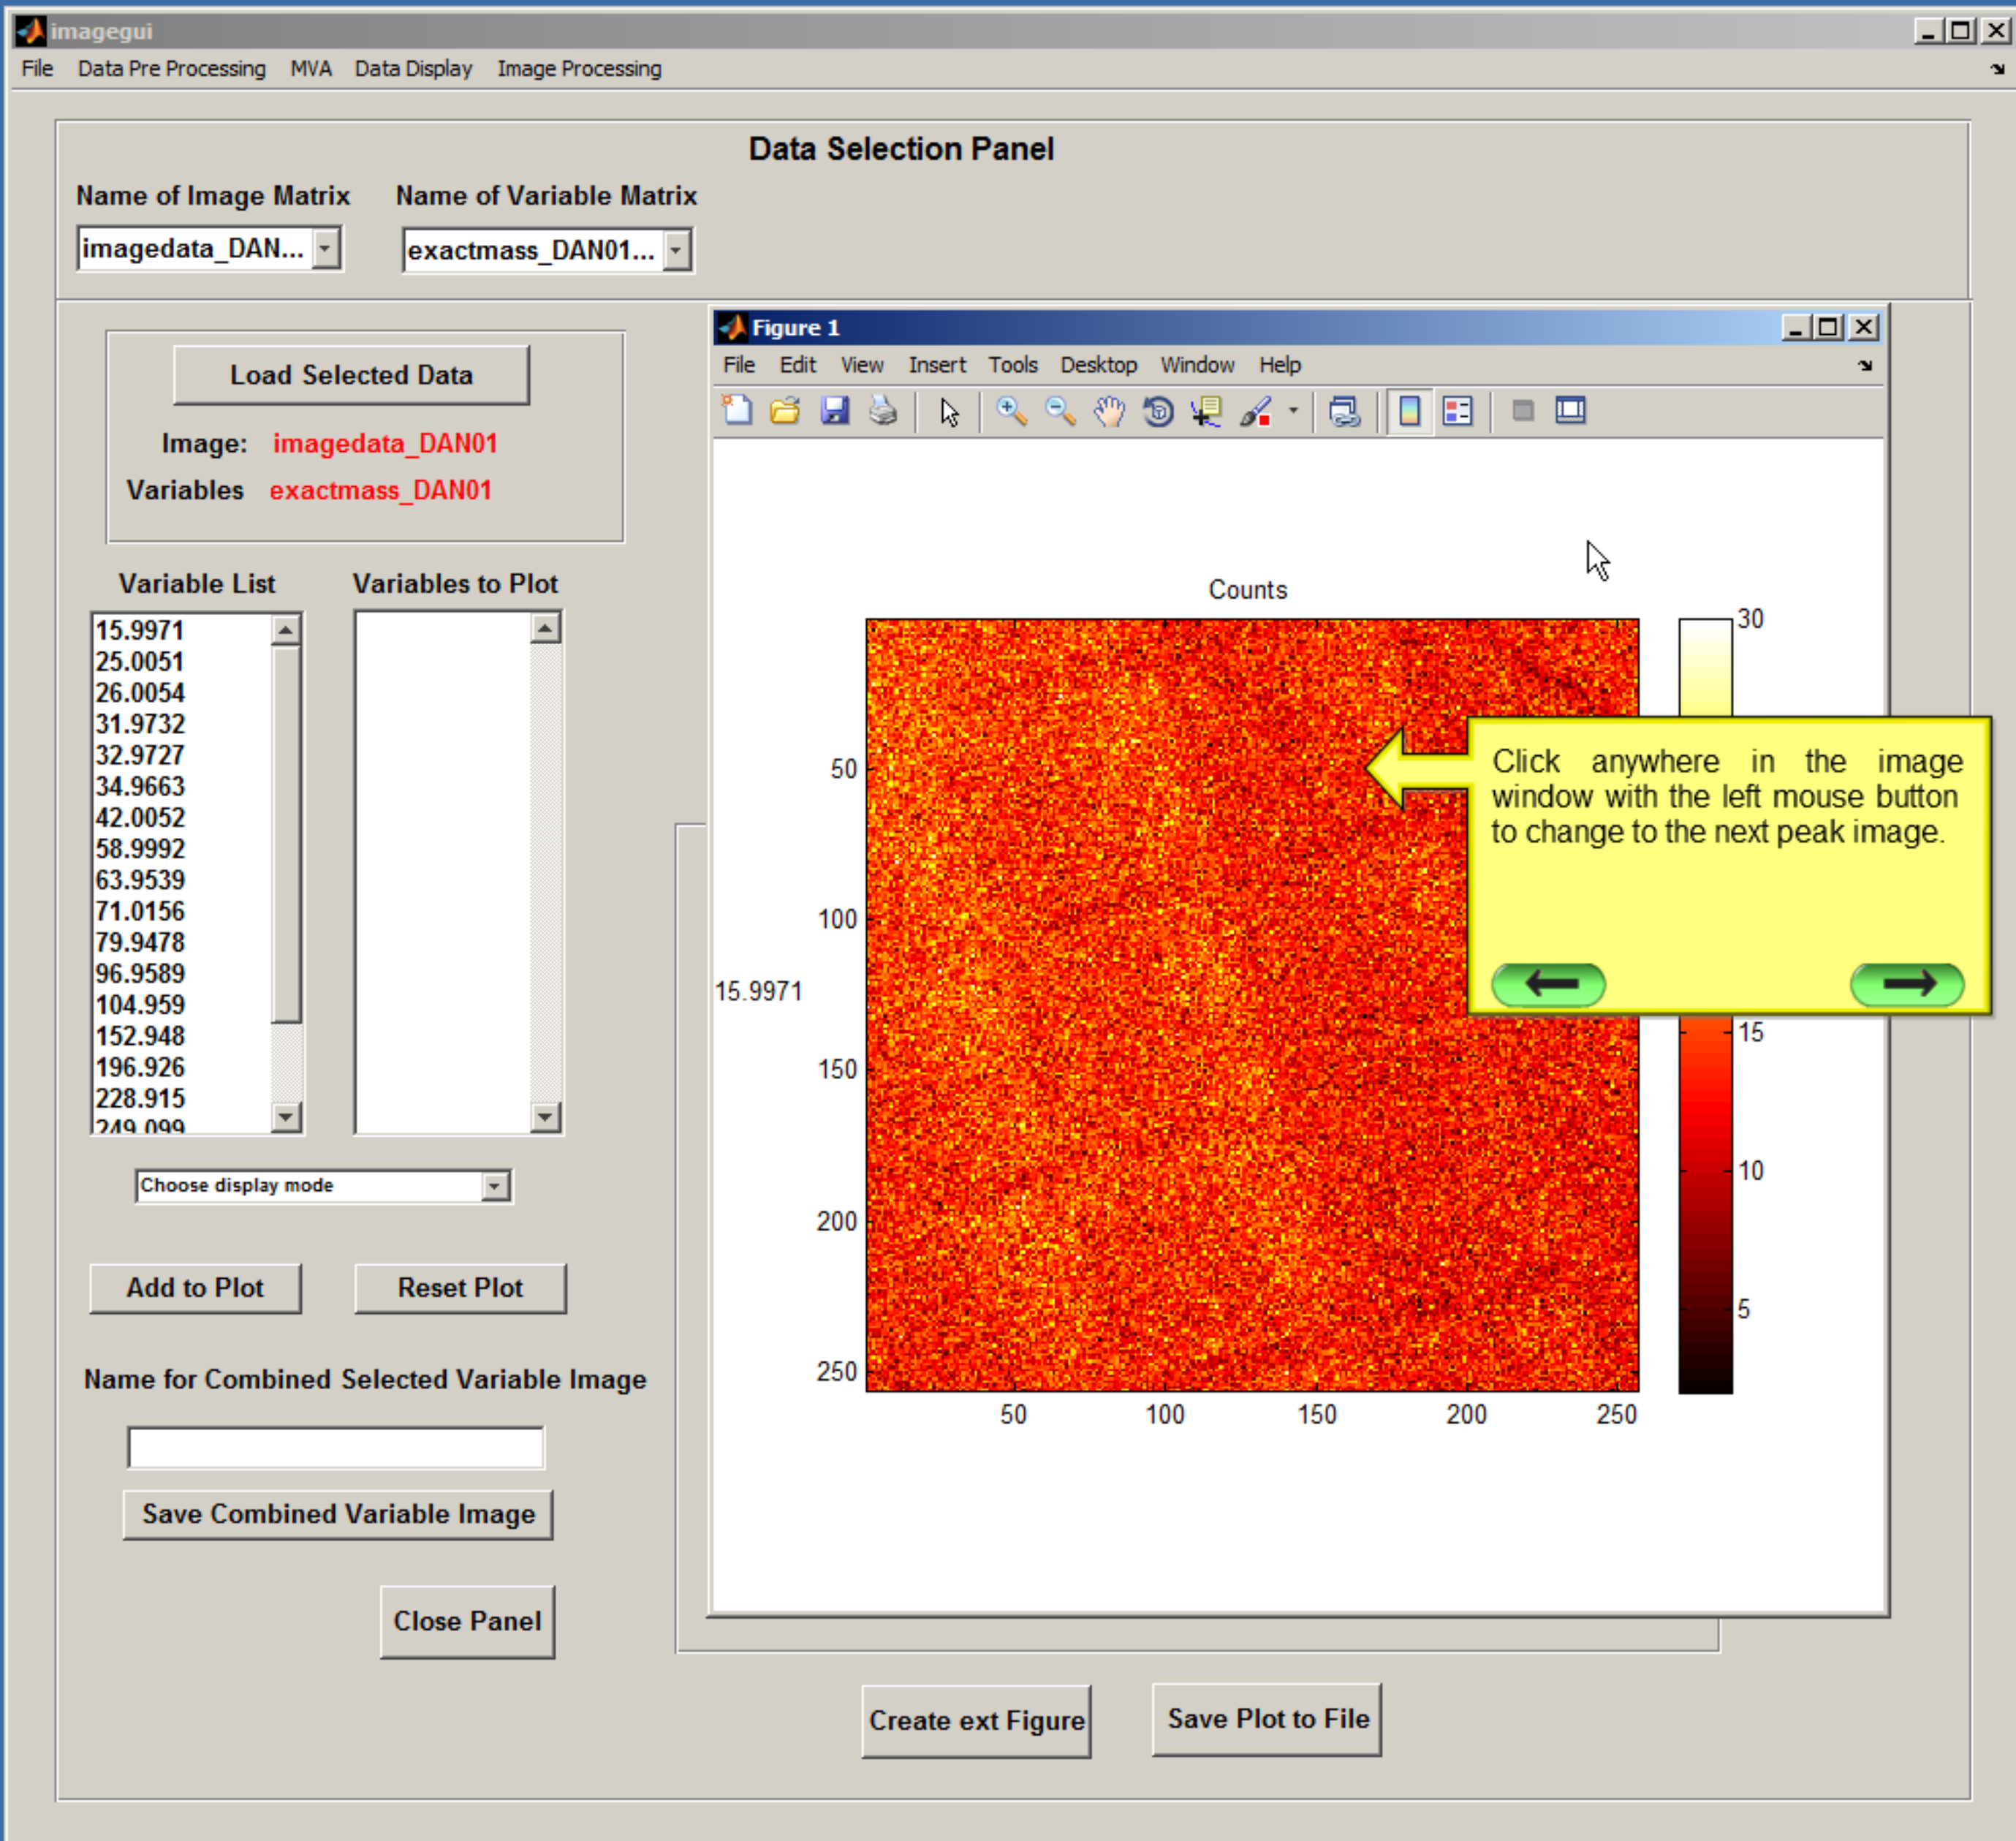 imagegui
File Data Pre Processing MVA Data Display Image Processing
Data Selection Panel
Name of Image Matrix Name of Variable Matrix
imagedata_DAN... exactmass_DAN01...
Load Selected Data
Image: imagedata_DAN01
Variables exactmass_DAN01
Variable List Variables to Plot
15.9971
25.0051
26.0054
31.9732
32.9727
34.9663
42.0052
58.9992
63.9539
71.0156
79.9478
96.9589
104.959
152.948
196.926
228.915
249.099
Choose display mode
Add to Plot Reset Plot
Name for Combined Selected Variable Image
Save Combined Variable Image
Close Panel
Figure 1
File Edit View Insert Tools Desktop Window Help
Counts
50
100
15.9971
150
200
250
50 100 150 200 250
30
15
10
5
Click anywhere in the image
window with the left mouse button
to change to the next peak image.
Create ext Figure Save Plot to File